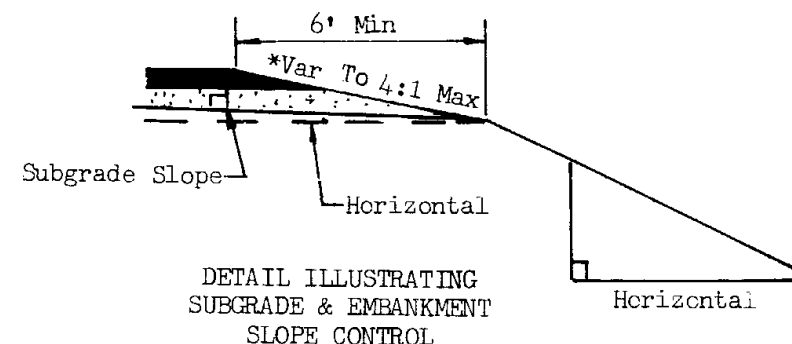 6' Min
*Var To 4:1 Max
Subgrade Slope
Horizontal
Horizontal
DETAIL ILLUSTRATING
SUBGRADE & EMBANKMENT
SLOPE CONTROL